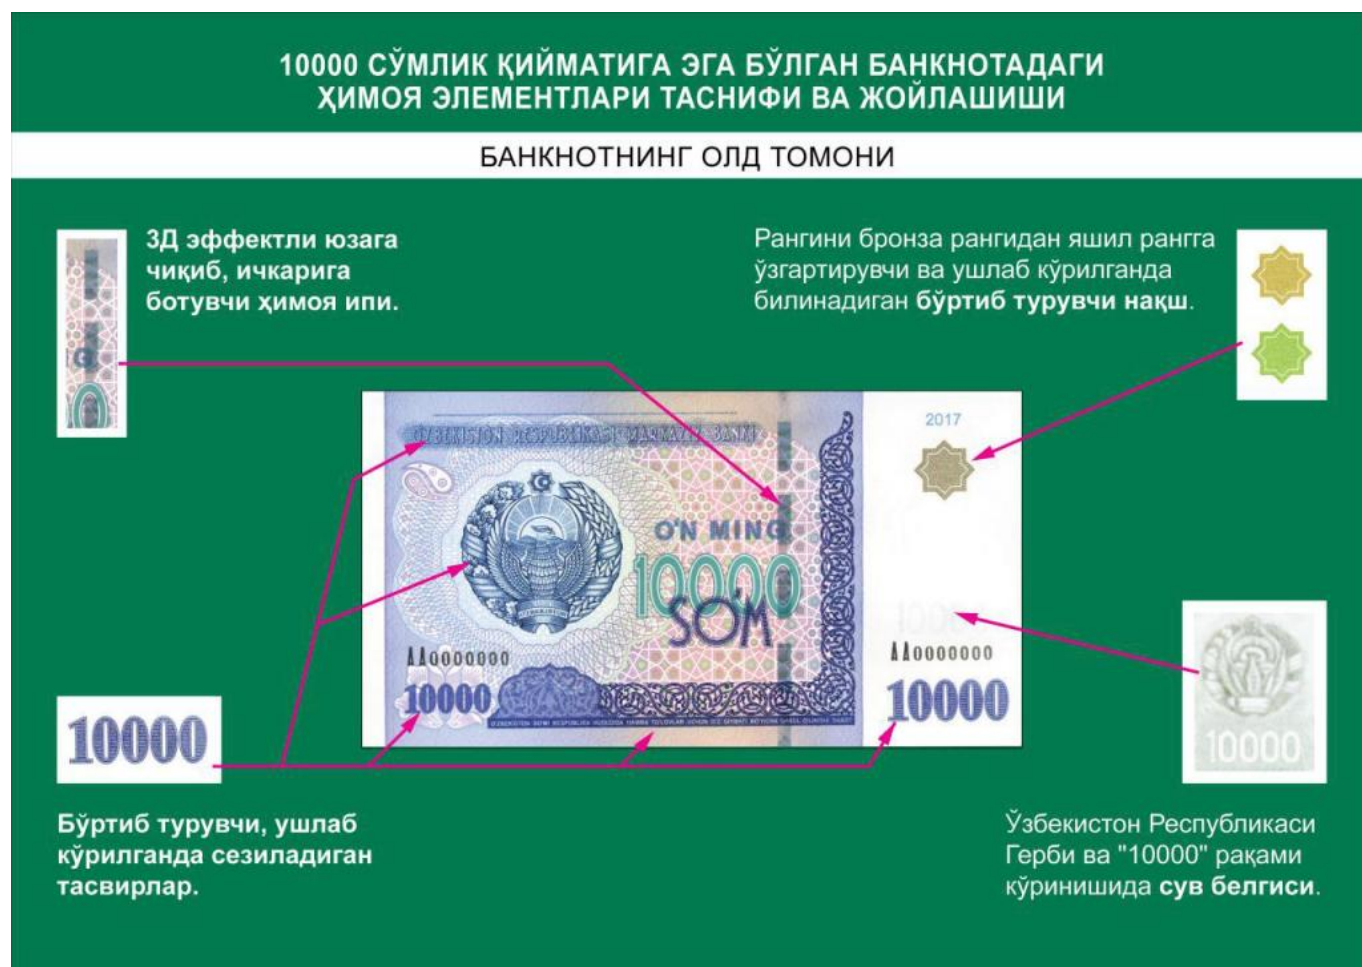 10000 СЎМЛИК ҚИЙМАТИГА ЭГА БЎЛГАН БАНКНОТАДАГИ
ҲИМОЯ ЭЛЕМЕНТЛАРИ ТАСНИФИ ВА ЖОЙЛАШИШИ
БАНКНОТНИНГ ОЛД ТОМОНИ
3Д эффектли юзага
чиқиб, ичкарига
ботувчи ҳимоя ипи.
Рангини бронза рангидан яшил рангга
ўзгартирувчи ва ушлаб кўрилганда
билинадиган бўртиб турувчи нақш.
O'ZBEKISTON RESPUBLIKASI MARKAZIY BANKI
2017
O'N MING
10000
SO'M
10000
AA0000000
AA0000000
10000
10000
10000
10000
Бўртиб турувчи, ушлаб
кўрилганда сезиладиган
тасвирлар.
Ўзбекистон Республикаси
Герби ва "10000" рақами
кўринишида сув белгиси.